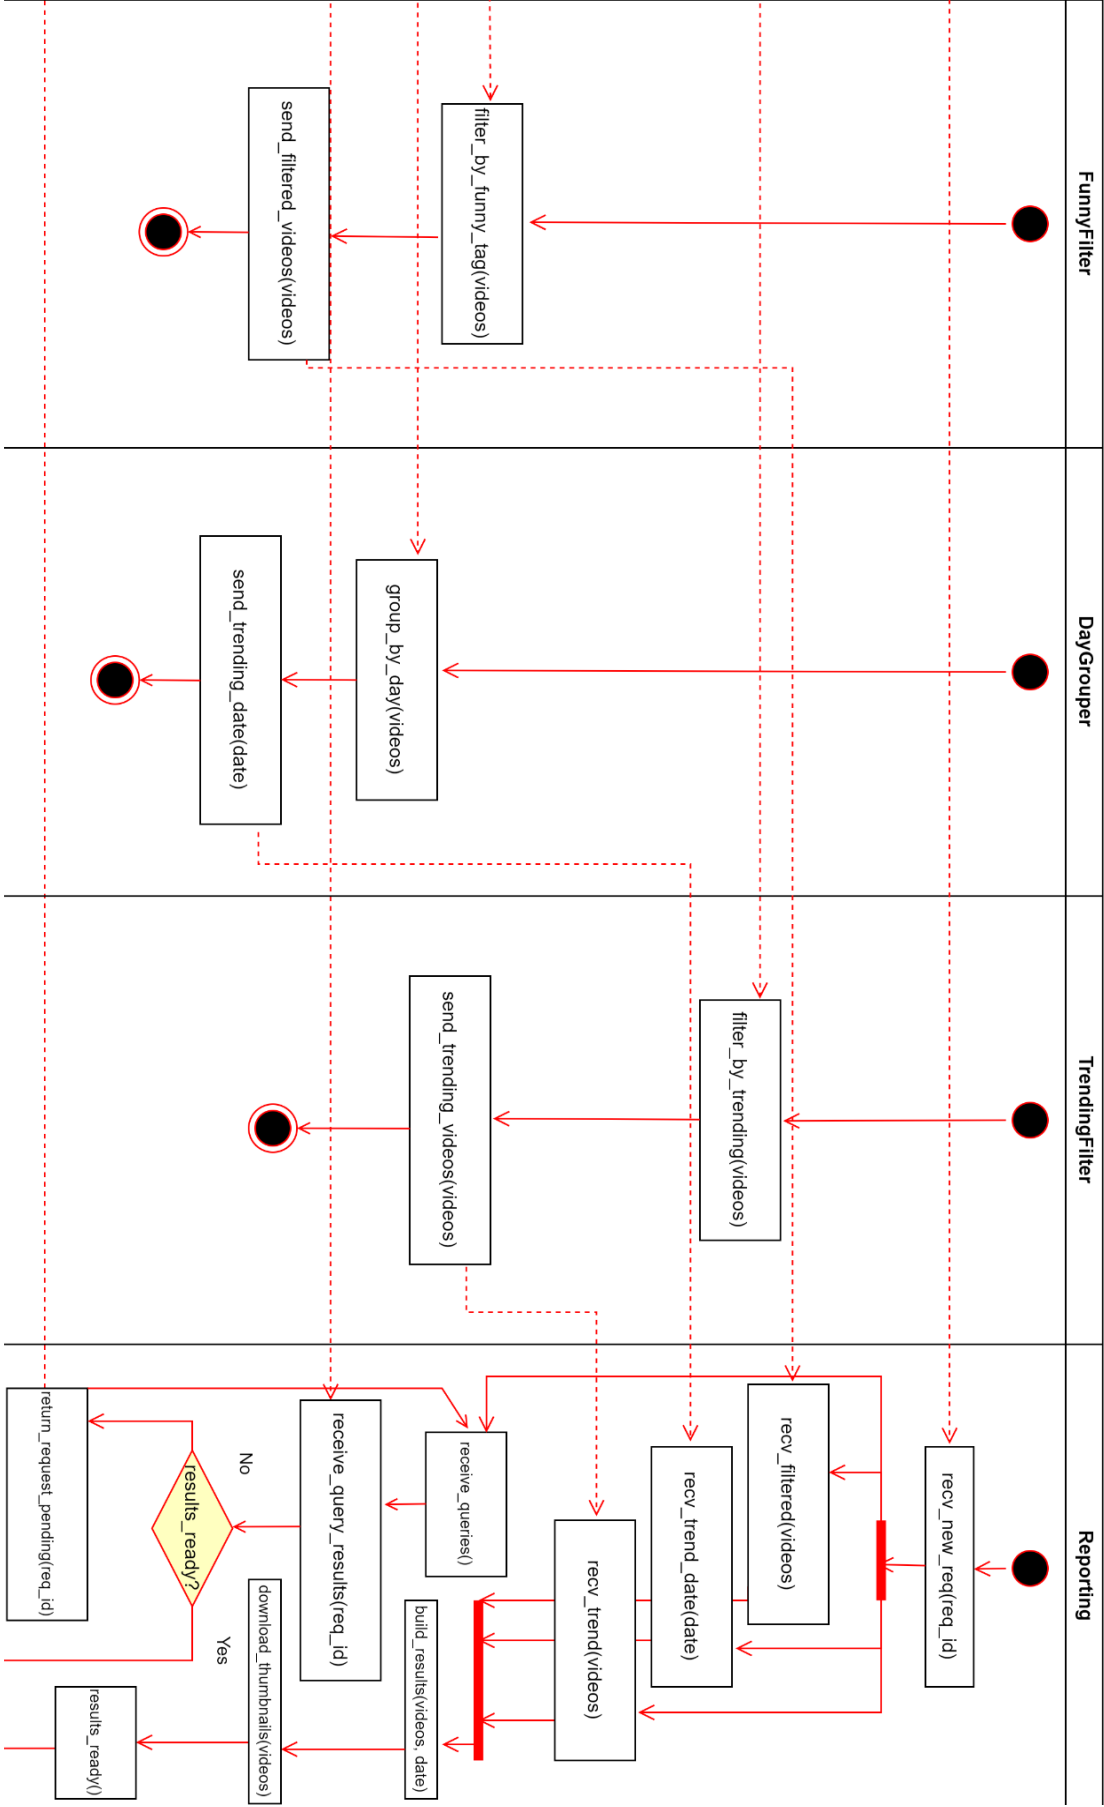 FunnyFilter
filter_by_funny_tag(videos)
send_filtered_videos(videos)
DayGrouper
group_by_day(videos)
send_trending_date(date)
TrendingFilter
filter_by_trending(videos)
send_trending_videos(videos)
Reporting
recv_new_req(req_id)
recv_filtered(videos)
recv_trend_date(date)
recv_trend(videos)
receive_queries()
build_results(videos, date)
receive_query_results(req_id)
download_thumbnails(videos)
No
Yes
results_ready?
results_ready()
return_request_pending(req_id)